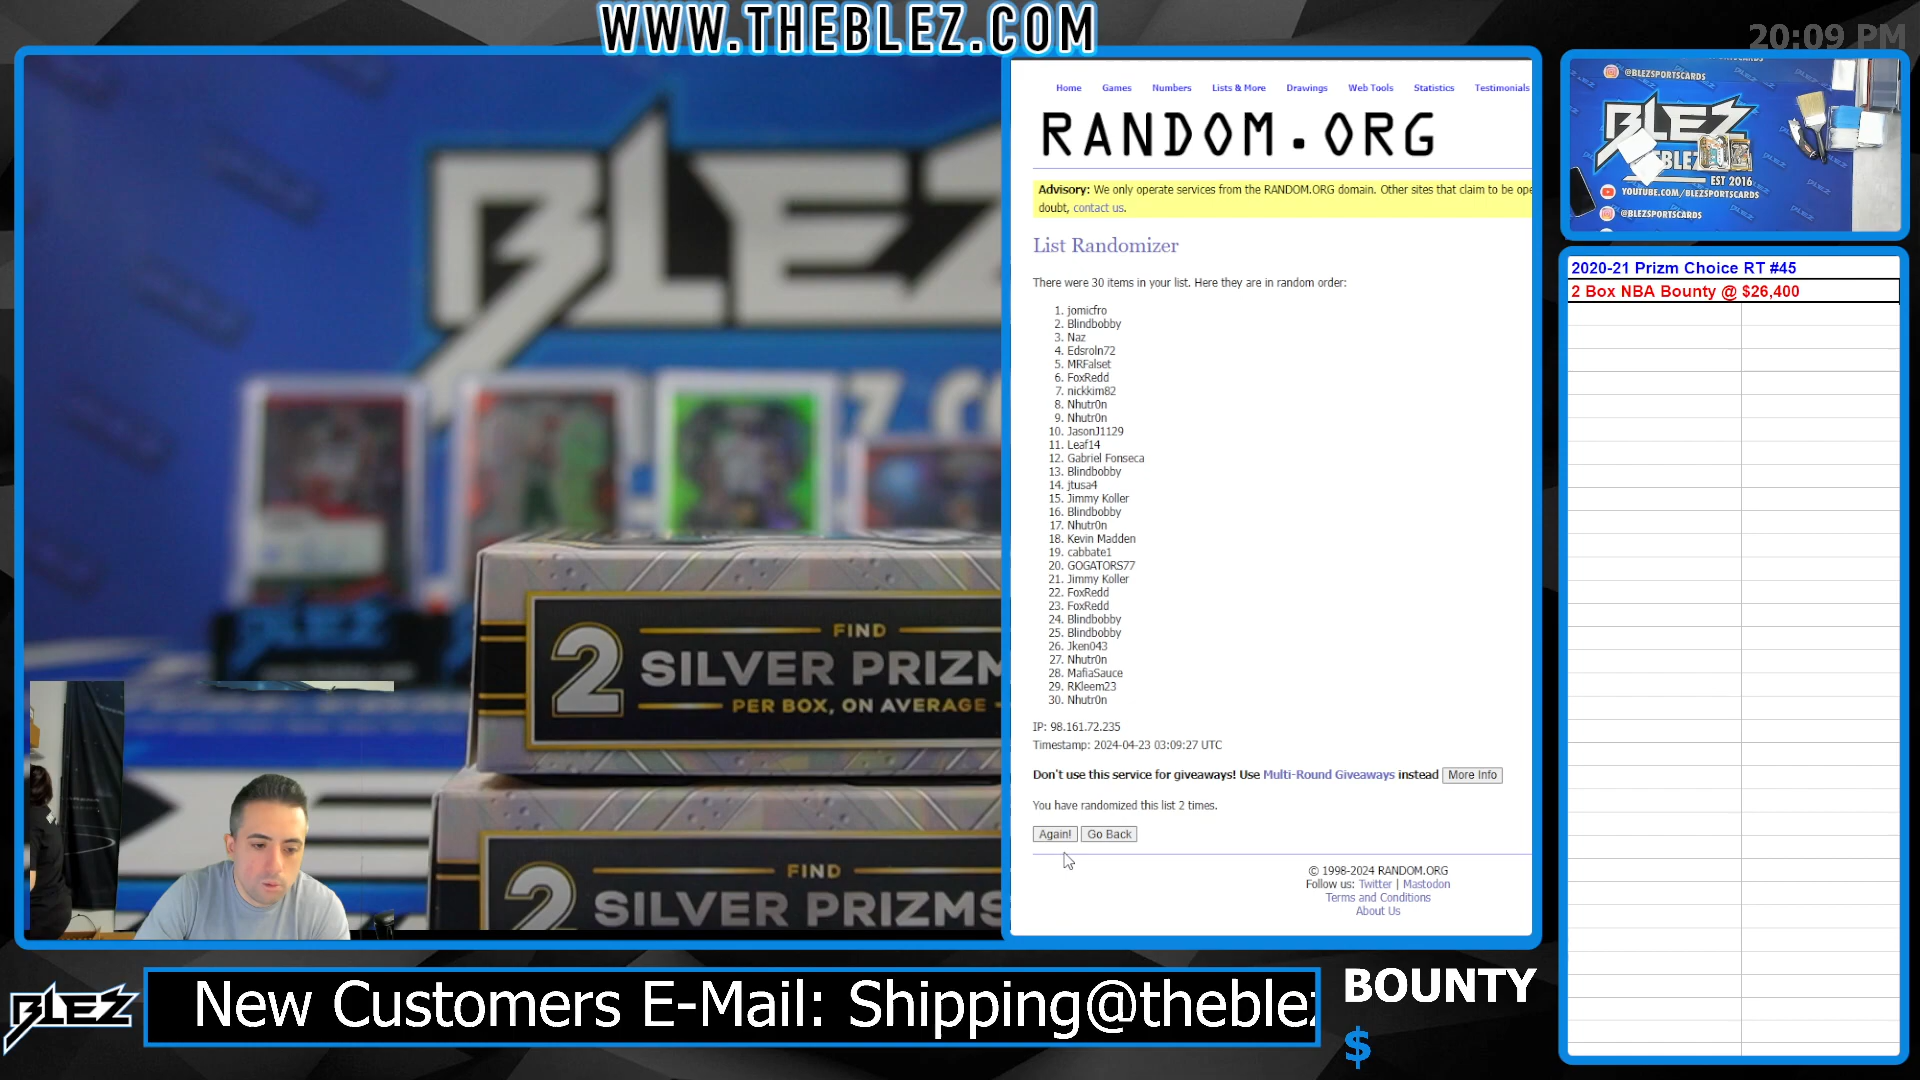 WWW.THEBLEZ.COM
20:09 PM
BLEZ
Home Games Numbers Lists & More Drawings Web Tools Statistics Testimonials
RANDOM.ORG
Advisory: We only operate services from the RANDOM.ORG domain. Other sites that claim to be ope
doubt, contact us.
List Randomizer
There were 30 items in your list. Here they are in random order:
1. jomicfro
2. Blindbobby
3. Naz
4. Edsroln72
5. MRFalset
6. FoxRedd
7. nickkim82
8. Nhutr0n
9. Nhutr0n
10. JasonJ1129
11. Leaf14
12. Gabriel Fonseca
13. Blindbobby
14. jtusa4
15. Jimmy Koller
16. Blindbobby
17. Nhutr0n
18. Kevin Madden
19. cabbate1
20. GOGATORS77
21. Jimmy Koller
22. FoxRedd
23. FoxRedd
24. Blindbobby
25. Blindbobby
26. Jken043
27. Nhutr0n
28. MafiaSauce
29. RKleem23
30. Nhutr0n
IP: 98.161.72.235
Timestamp: 2024-04-23 03:09:27 UTC
Don't use this service for giveaways! Use Multi-Round Giveaways instead More Info
You have randomized this list 2 times.
Again! Go Back
© 1998-2024 RANDOM.ORG
Follow us: Twitter | Mastodon
Terms and Conditions
About Us
BLEZ
FIND
2 SILVER PRIZM
PER BOX, ON AVERAGE
FIND
2 SILVER PRIZMS
@BLEZSPORTSCARDS
BLEZ
BLEZ
EST 2016
YOUTUBE.COM/BLEZSPORTSCARDS
@BLEZSPORTSCARDS
2020-21 Prizm Choice RT #45
2 Box NBA Bounty @ $26,400
BLEZ
New Customers E-Mail: Shipping@theblez
BOUNTY
$